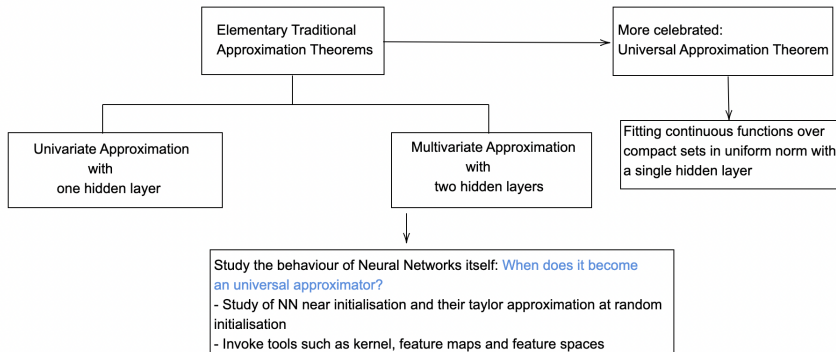 Elementary Traditional
Approximation Theorems
More celebrated:
Universal Approximation Theorem
Univariate Approximation
with
one hidden layer
Multivariate Approximation
with
two hidden layers
Fitting continuous functions over
compact sets in uniform norm with
a single hidden layer
Study the behaviour of Neural Networks itself: When does it become
an universal approximator?
- Study of NN near initialisation and their taylor approximation at random
initialisation
- Invoke tools such as kernel, feature maps and feature spaces